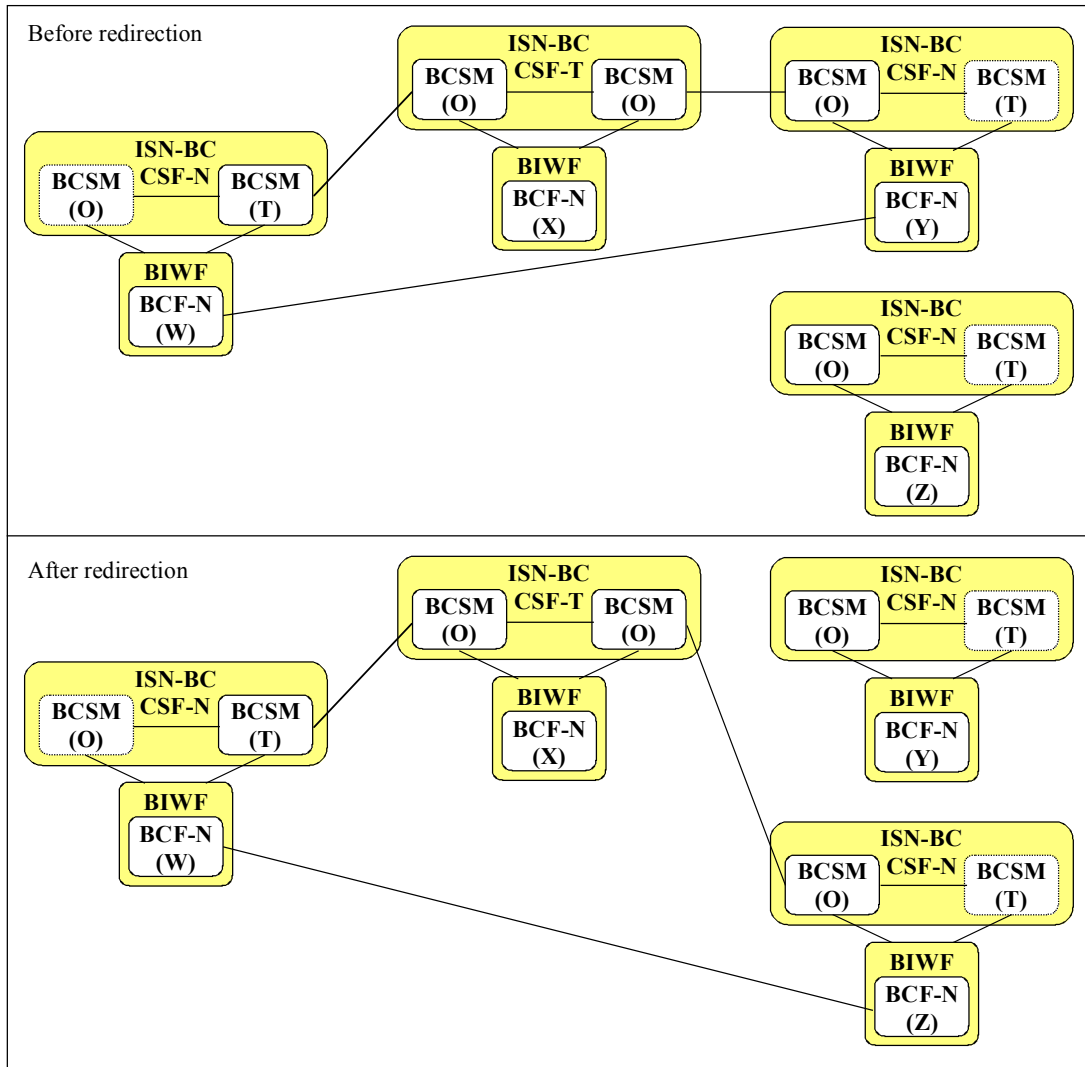 Before redirection
ISN-BC
CSF-N
BCSM
(O)
BCSM
(T)
BIWF
BCF-N
(W)
ISN-BC
CSF-T
BCSM
(O)
BCSM
(O)
BIWF
BCF-N
(X)
ISN-BC
CSF-N
BCSM
(O)
BCSM
(T)
BIWF
BCF-N
(Y)
ISN-BC
CSF-N
BCSM
(O)
BCSM
(T)
BIWF
BCF-N
(Z)
After redirection
ISN-BC
CSF-N
BCSM
(O)
BCSM
(T)
BIWF
BCF-N
(W)
ISN-BC
CSF-T
BCSM
(O)
BCSM
(O)
BIWF
BCF-N
(X)
ISN-BC
CSF-N
BCSM
(O)
BCSM
(T)
BIWF
BCF-N
(Y)
ISN-BC
CSF-N
BCSM
(O)
BCSM
(T)
BIWF
BCF-N
(Z)